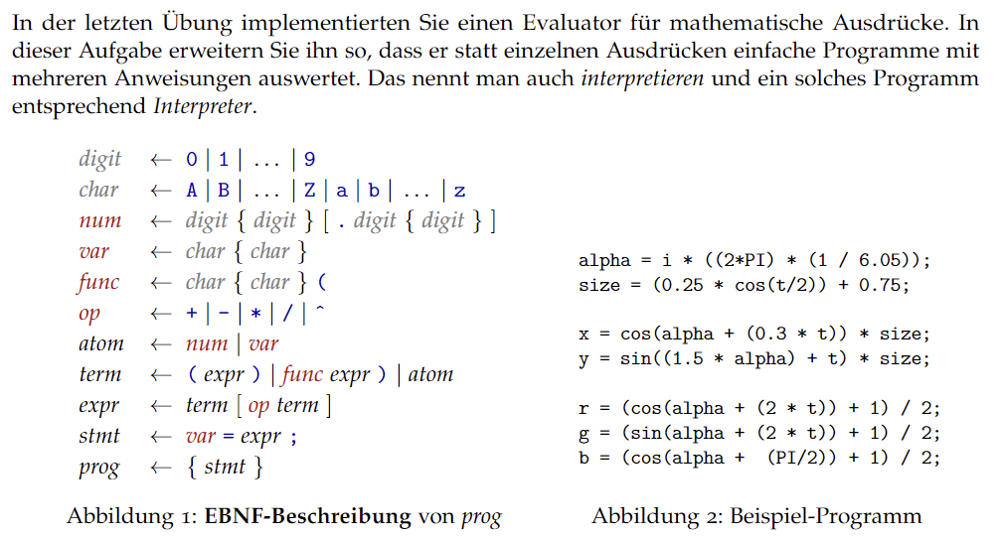 In der letzten Übung implementierten Sie einen Evaluator für mathematische Ausdrücke. In
dieser Aufgabe erweitern Sie ihn so, dass er statt einzelnen Ausdrücken einfache Programme mit
mehreren Anweisungen auswertet. Das nennt man auch interpretieren und ein solches Programm
entsprechend Interpreter.
digit ← 0 | 1 | ... | 9
char ← A | B | ... | Z | a | b | ... | z
num ← digit { digit } [ . digit { digit } ]
var ← char { char }
func ← char { char } (
op ← + | - | * | / | ^
atom ← num | var
term ← ( expr ) | func expr ) | atom
expr ← term [ op term ]
stmt ← var = expr ;
prog ← { stmt }
Abbildung 1: EBNF-Beschreibung von prog
alpha = i * ((2*PI) * (1 / 6.05));
size = (0.25 * cos(t/2)) + 0.75;
x = cos(alpha + (0.3 * t)) * size;
y = sin((1.5 * alpha) + t) * size;
r = (cos(alpha + (2 * t)) + 1) / 2;
g = (sin(alpha + (2 * t)) + 1) / 2;
b = (cos(alpha +  (PI/2)) + 1) / 2;
Abbildung 2: Beispiel-Programm